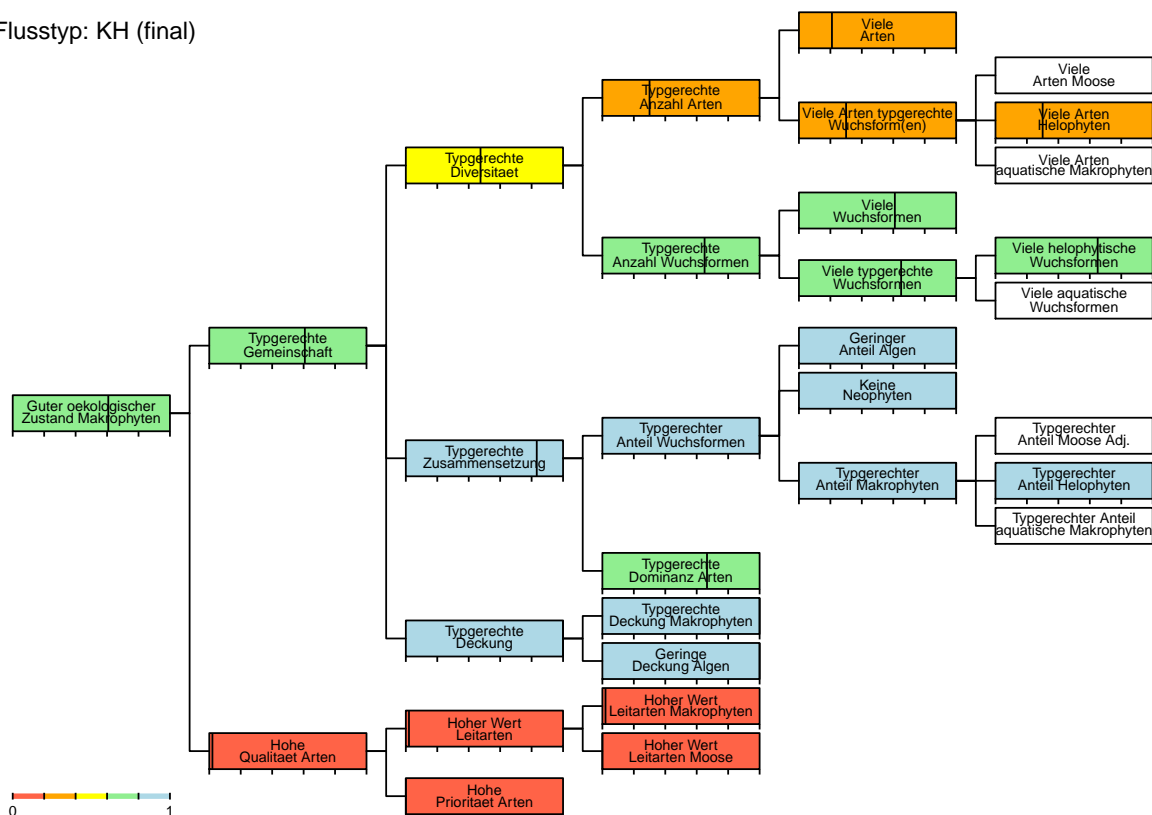 Flusstyp: KH (final)
Viele
Arten
Viele
Arten Moose
Typgerechte
Anzahl Arten
Viele Arten typgerechte
Wuchsform(en)
Viele Arten
Helophyten
Viele Arten
aquatische Makrophyten
Typgerechte
Diversitaet
Viele
Wuchsformen
Typgerechte
Anzahl Wuchsformen
Viele helophytische
Wuchsformen
Viele typgerechte
Wuchsformen
Viele aquatische
Wuchsformen
Typgerechte
Gemeinschaft
Geringer
Anteil Algen
Keine
Neophyten
Guter oekologischer
Zustand Makrophyten
Typgerechter
Anteil Wuchsformen
Typgerechter
Anteil Moose Adj.
Typgerechte
Zusammensetzung
Typgerechter
Anteil Makrophyten
Typgerechter
Anteil Helophyten
Typgerechter Anteil
aquatische Makrophyten
Typgerechte
Dominanz Arten
Typgerechte
Deckung Makrophyten
Typgerechte
Deckung
Geringe
Deckung Algen
Hoher Wert
Leitarten Makrophyten
Hoher Wert
Leitarten
Hohe
Qualitaet Arten
Hoher Wert
Leitarten Moose
Hohe
Prioritaet Arten
0 1